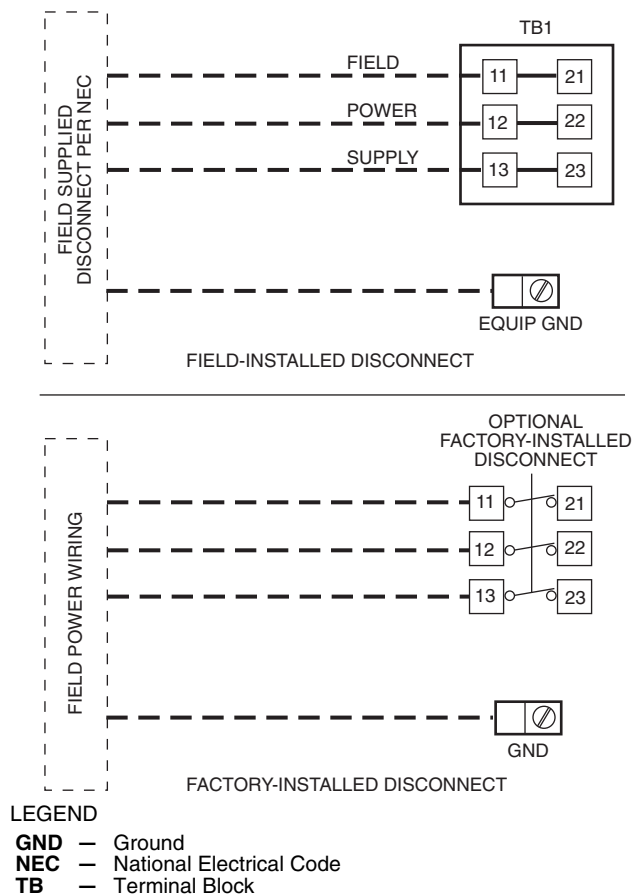 FIELD SUPPLIED
DISCONNECT PER NEC
TB1
FIELD
11
21
POWER
12
22
SUPPLY
13
23
EQUIP GND
FIELD-INSTALLED DISCONNECT
OPTIONAL
FACTORY-INSTALLED
DISCONNECT
FIELD POWER WIRING
11
21
12
22
13
23
GND
FACTORY-INSTALLED DISCONNECT
LEGEND
GND — Ground
NEC — National Electrical Code
TB — Terminal Block